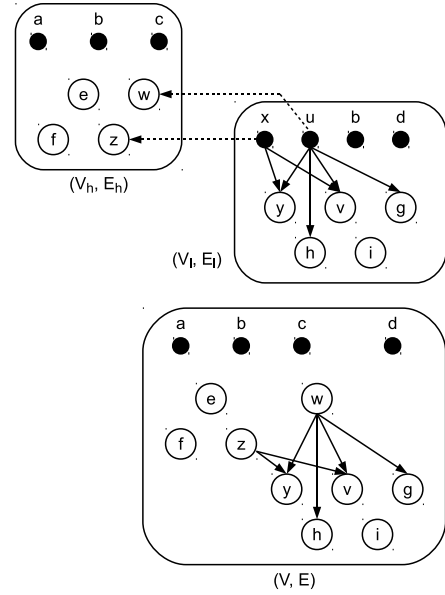 a b c
e w
f z
(Vh, Eh)
x u b d
y v g
h i
(Vl, El)
a b c d
e w
f z
y v g
h i
(V, E)